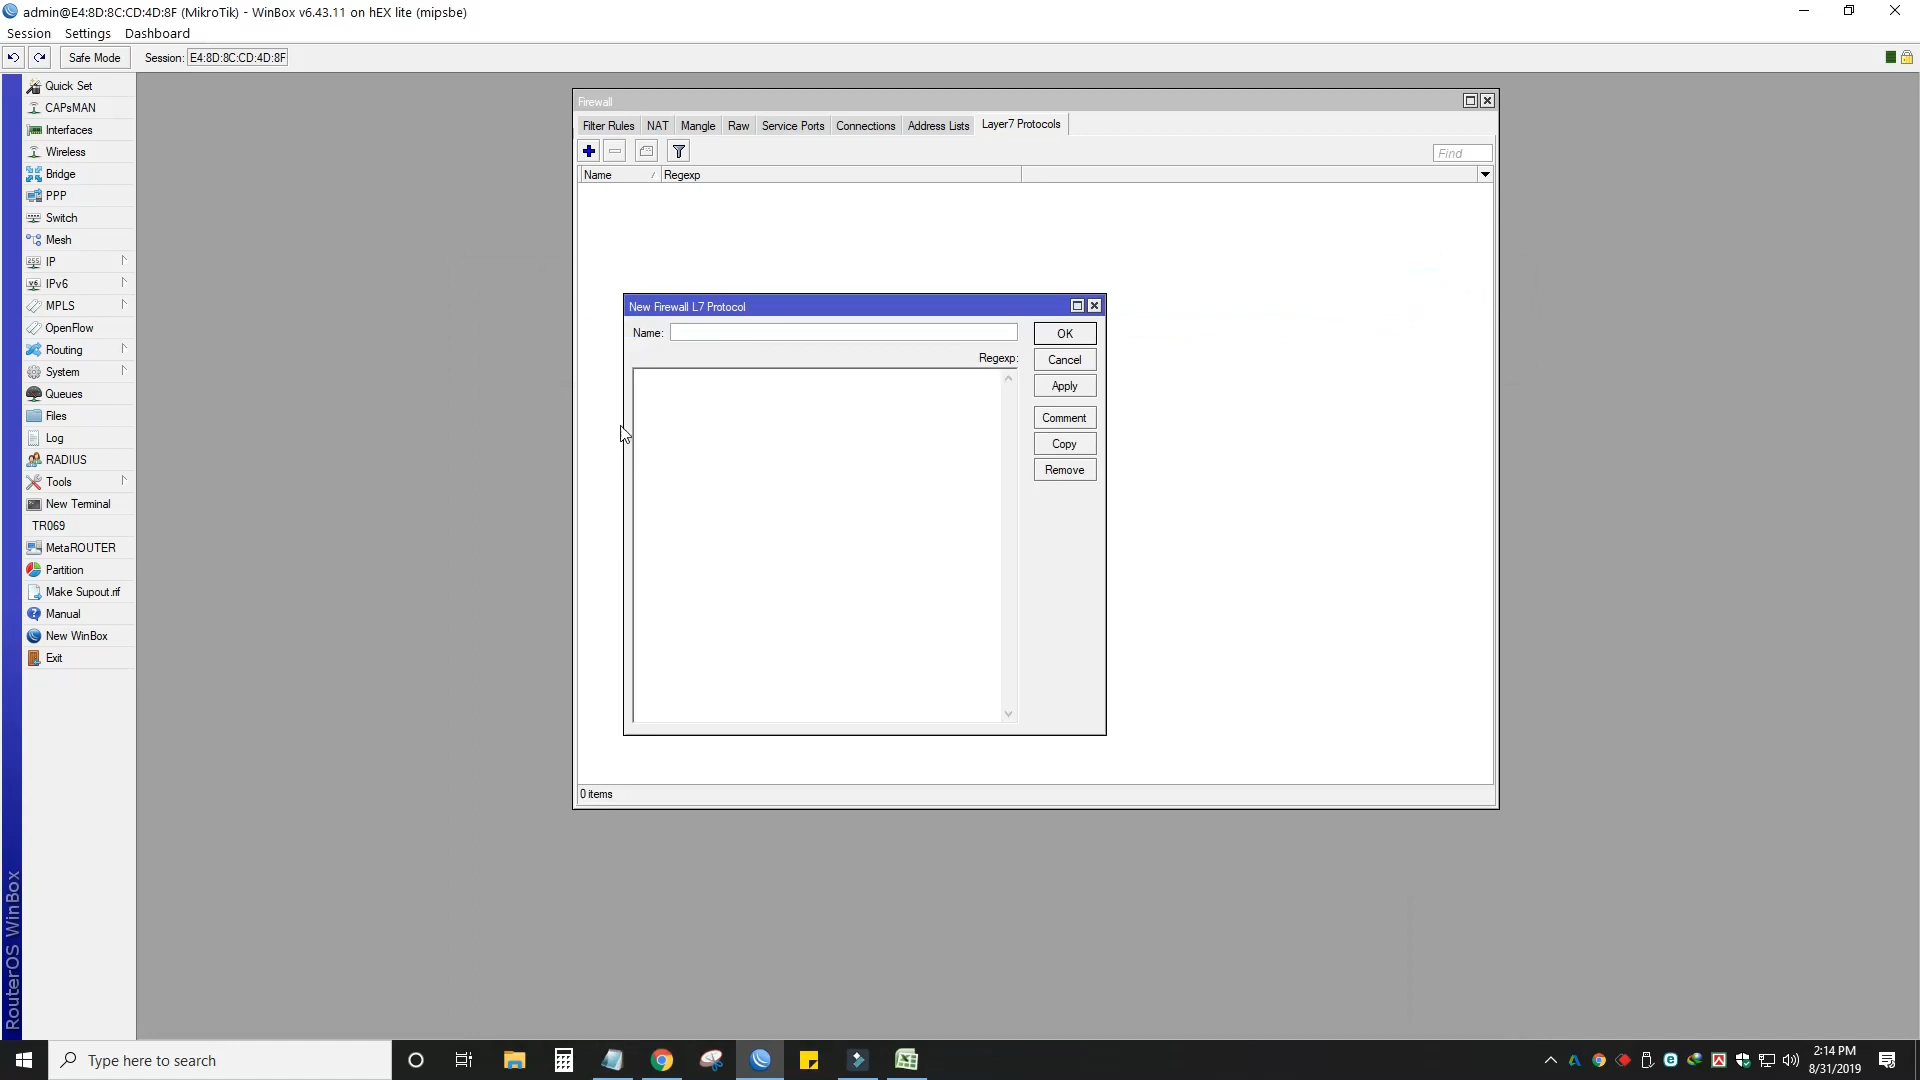 admin@E4:8D:8C:CD:4D:8F (MikroTik) - WinBox v6.43.11 on hEX lite (mipsbe)
Session Settings Dashboard
Safe Mode Session: E4:8D:8C:CD:4D:8F
Quick Set
CAPsMAN
Interfaces
Wireless
Bridge
PPP
Switch
Mesh
IP
IPv6
MPLS
OpenFlow
Routing
System
Queues
Files
Log
RADIUS
Tools
New Terminal
TR069
MetaROUTER
Partition
Make Supout.rif
Manual
New WinBox
Exit
RouterOS WinBox
Firewall
Filter Rules NAT Mangle Raw Service Ports Connections Address Lists Layer7 Protocols
Find
Name Regexp
New Firewall L7 Protocol
Name:
Regexp:
OK
Cancel
Apply
Comment
Copy
Remove
0 items
Type here to search
2:14 PM
8/31/2019